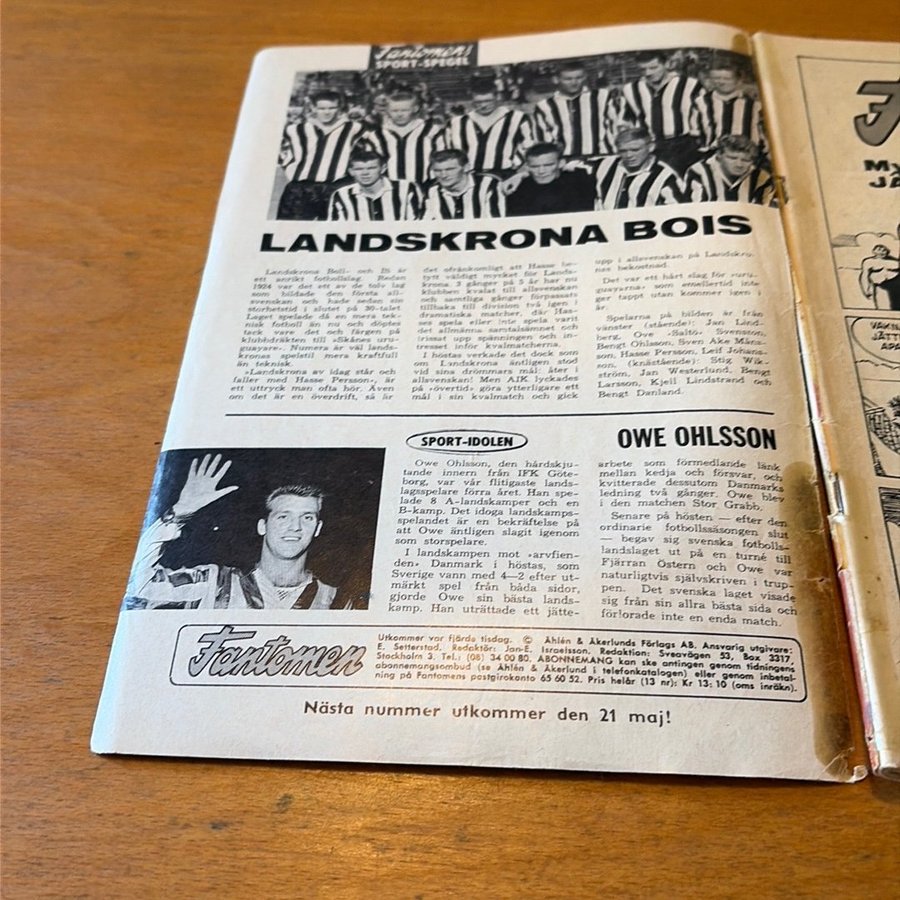 Fantomens
SPORT-SPEGEL
LANDSKRONA BOIS
Landskrona Boll- och Is är
ett anrikt fotbollslag. Redan
1924 var det ett av de tolv lag
som bildade den första all-
svenskan och hade sedan sin
storhetstid i slutet på 30-talet.
Laget spelade då en mera tek-
nisk fotboll än nu och döptes
tack vare det och färgen på
klubbdräkten till »Skånes uru-
guayare». Numera är väl lands-
kronas spelstil mera kraftfull
än teknisk.
»Landskrona av idag står och
faller med Hasse Persson», är
ett uttryck man ofta hör. Även
om det är en överdrift, så är
det ofrånkomligt att Hasse be-
tytt väldigt mycket för Lands-
krona. 3 gånger på 5 år har nu
klubben kvalat till allsvenskan
och samtliga gånger förpassats
tillbaka till division två igen i
dramatiska matcher, där Has-
ses spela eller inte spela varit
det allmänna samtalsämnet och
trissat upp spänningen och in-
tresset inför kvalmatcherna.
I höstas verkade det dock som
om Landskrona äntligen stod
vid sina drömmars mål: åter i
allsvenskan! Men AIK lyckades
på »övertid» göra ytterligare ett
mål i sin kvalmatch och gick
upp i allsvenskan på Landskro-
nas bekostnad.
Det var ett hårt slag för »uru-
guayarna» som emellertid inte
ger tappt utan kommer igen i
år.
Spelarna på bilden är från
vänster (stående): Jan Lind-
berg, Ove »Salto» Svensson,
Bengt Ohlsson, Sven Åke Måns-
son, Hasse Persson, Leif Johans-
son, (knästående): Stig Wik-
ström, Jan Westerlund, Bengt
Larsson, Kjell Lindstrand och
Bengt Danland.
SPORT-IDOLEN
OWE OHLSSON
Owe Ohlsson, den hårdskju-
tande innern från IFK Göte-
borg, var vår flitigaste lands-
lagsspelare förra året. Han spe-
lade 8 A-landskamper och en
B-kamp. Det idoga landskamps-
spelandet är en bekräftelse på
att Owe äntligen slagit igenom
som storspelare.
I landskampen mot »arvfien-
den» Danmark i höstas, som
Sverige vann med 4—2 efter ut-
märkt spel från båda sidor,
gjorde Owe sin bästa lands-
kamp. Han uträttade ett jätte-
arbete som förmedlande länk
mellan kedja och försvar, och
kvitterade dessutom Danmarks
ledning två gånger. Owe blev
i den matchen Stor Grabb.
Senare på hösten — efter den
ordinarie fotbollssäsongen slut
— begav sig svenska fotbolls-
landslaget ut på en turné till
Fjärran Östern och Owe var
naturligtvis självskriven i trup-
pen. Det svenska laget visade
sig från sin allra bästa sida och
förlorade inte en enda match.
Fantomen
Utkommer var fjärde tisdag. © Åhlén & Åkerlunds Förlags AB. Ansvarig utgivare:
E. Setterstad. Redaktör: Jan-E. Israelsson. Redaktion: Sveavägen 53, Box 3317,
Stockholm 3. Tel.: (08) 34 00 80. ABONNEMANG kan ske antingen genom tidningens
abonnemangsombud (se Åhlén & Åkerlund i telefonkatalogen) eller genom inbetal-
ning på Fantomens postgirokonto 65 60 52. Pris helår (13 nr): Kr 13:10 (oms inräkn).
Nästa nummer utkommer den 21 maj!